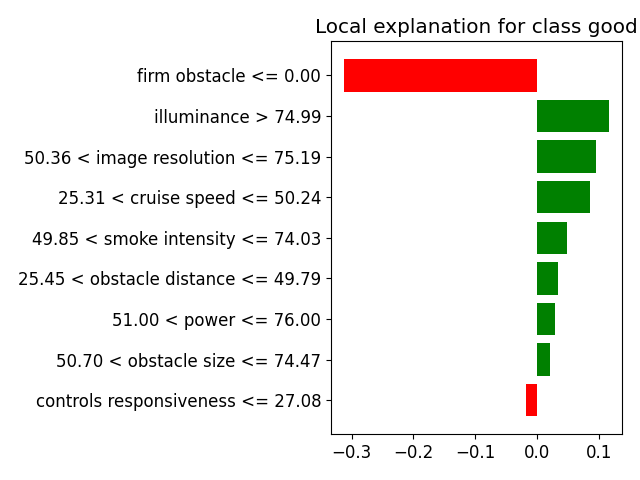 Local explanation for class good
firm obstacle <= 0.00
illuminance > 74.99
50.36 < image resolution <= 75.19
25.31 < cruise speed <= 50.24
49.85 < smoke intensity <= 74.03
25.45 < obstacle distance <= 49.79
51.00 < power <= 76.00
50.70 < obstacle size <= 74.47
controls responsiveness <= 27.08
−0.3 −0.2 −0.1 0.0 0.1